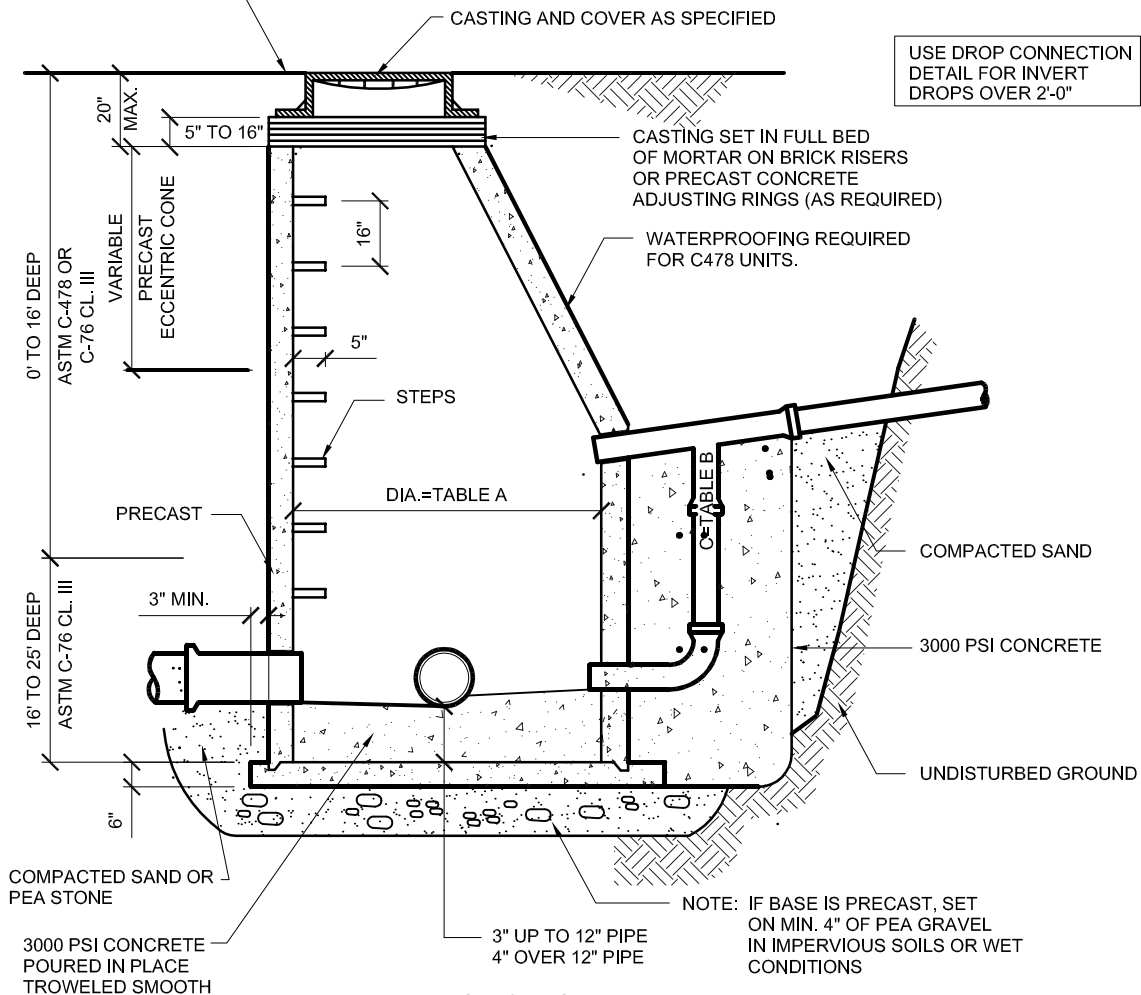 CASTING AND COVER AS SPECIFIED
USE DROP CONNECTION
DETAIL FOR INVERT
DROPS OVER 2'-0"
20"
MAX.
5" TO 16"
CASTING SET IN FULL BED
OF MORTAR ON BRICK RISERS
OR PRECAST CONCRETE
ADJUSTING RINGS (AS REQUIRED)
WATERPROOFING REQUIRED
FOR C478 UNITS.
0' TO 16' DEEP
ASTM C-478 OR
C-76 CL. III
VARIABLE
PRECAST
ECCENTRIC CONE
16"
5"
STEPS
DIA.=TABLE A
C=TABLE B
PRECAST
COMPACTED SAND
3" MIN.
16' TO 25' DEEP
ASTM C-76 CL. III
3000 PSI CONCRETE
UNDISTURBED GROUND
6"
COMPACTED SAND OR
PEA STONE
3000 PSI CONCRETE
POURED IN PLACE
TROWELED SMOOTH
3" UP TO 12" PIPE
4" OVER 12" PIPE
NOTE: IF BASE IS PRECAST, SET
ON MIN. 4" OF PEA GRAVEL
IN IMPERVIOUS SOILS OR WET
CONDITIONS